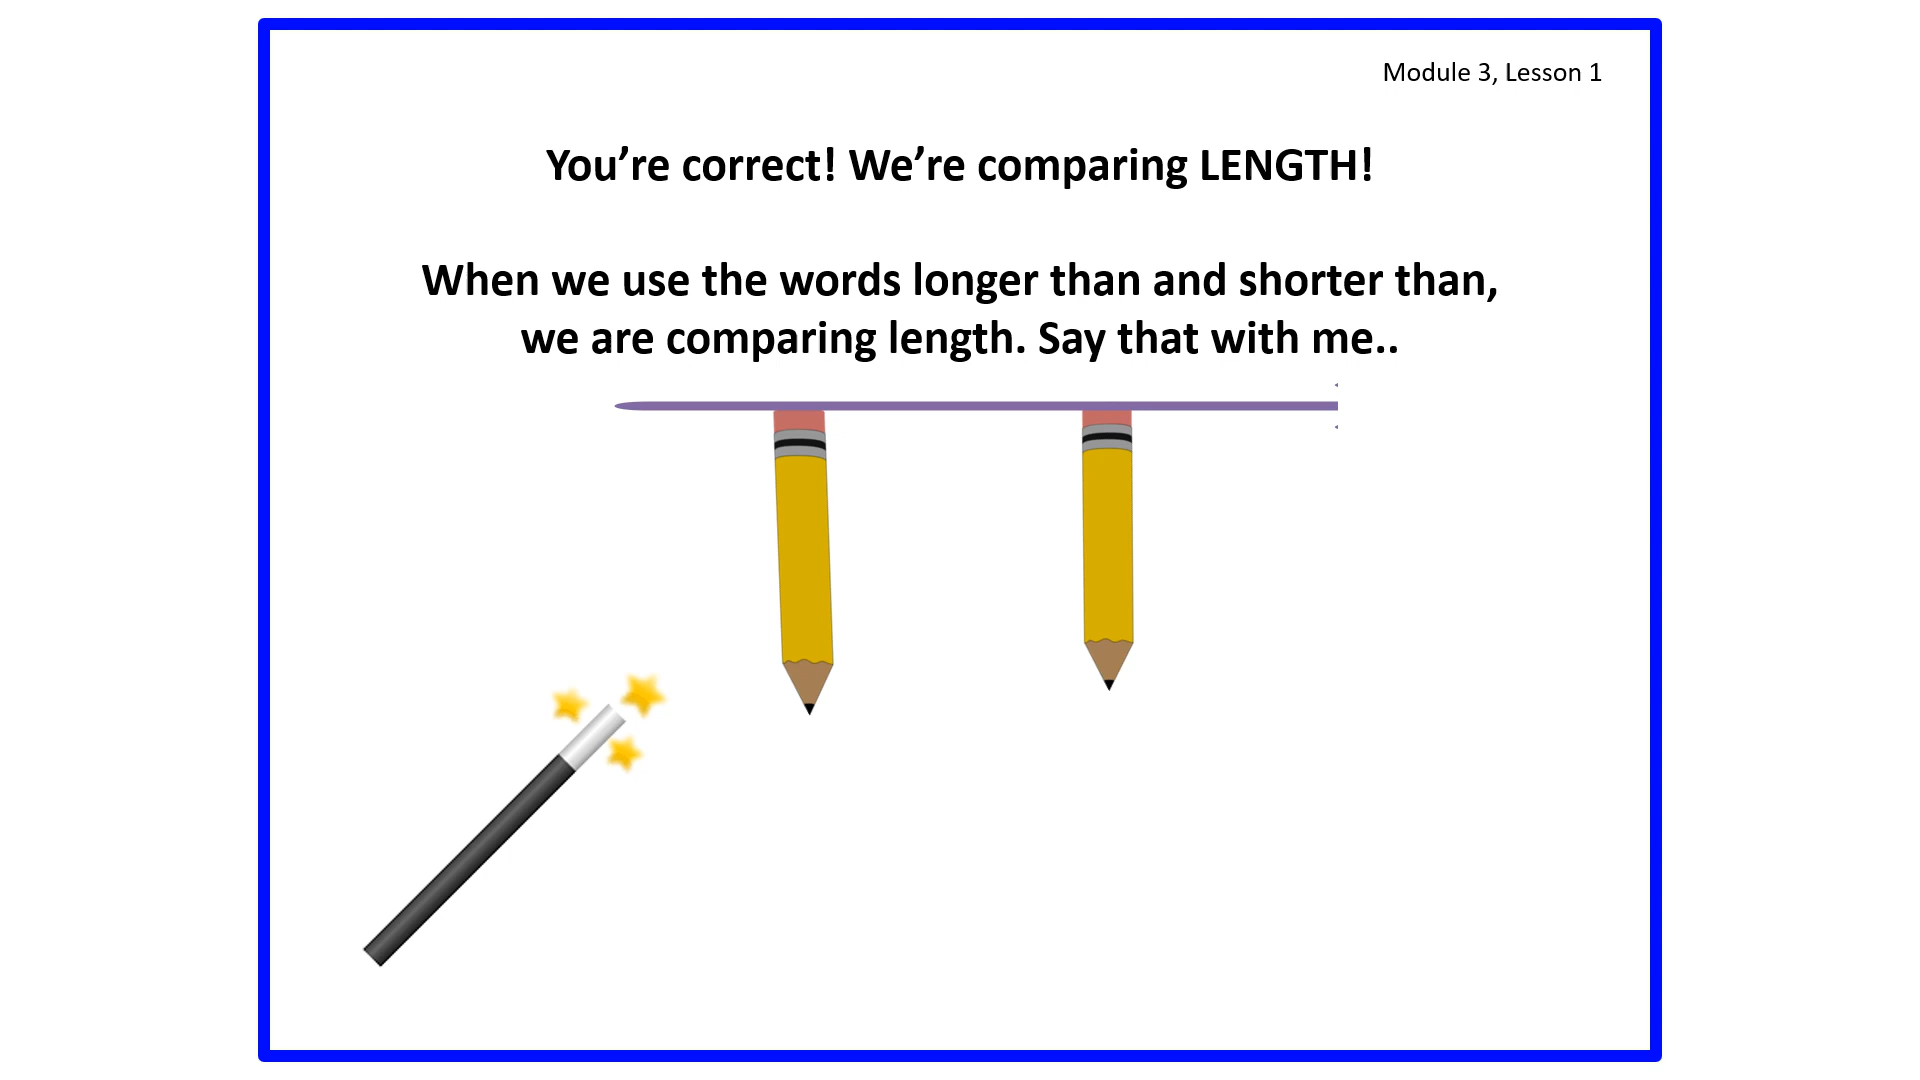 Module 3, Lesson 1
You’re correct! We’re comparing LENGTH!
When we use the words longer than and shorter than,
we are comparing length. Say that with me..